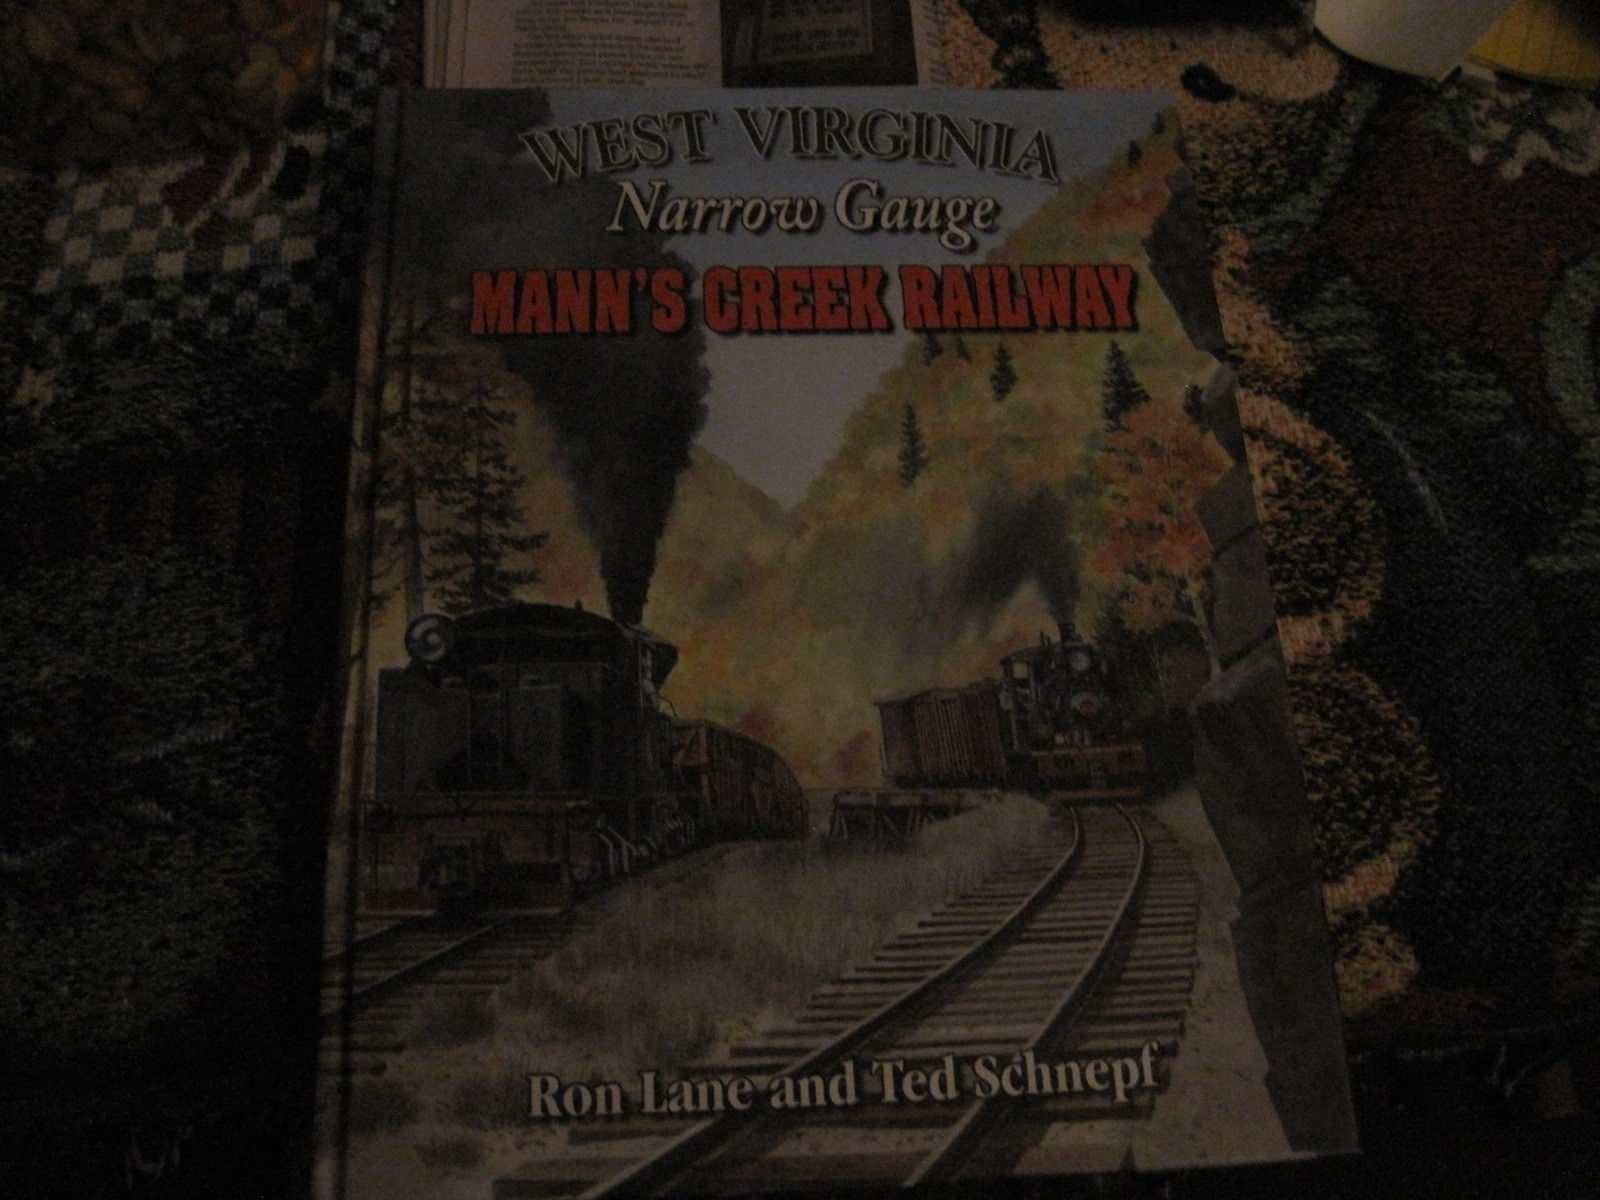 WEST VIRGINIA
Narrow Gauge
MANN'S CREEK RAILWAY
Ron Lane and Ted Schnepf